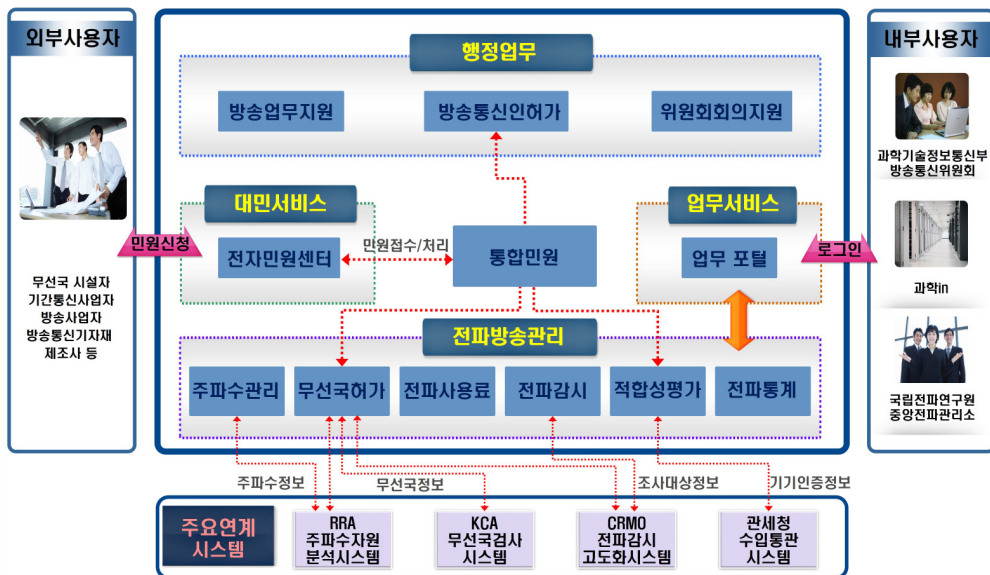 외부사용자
민원신청
무선국 시설자
기간통신사업자
방송사업자
방송통신기자재
제조사 등
행정업무
방송업무지원
방송통신인허가
위원회회의지원
대민서비스
전자민원센터
민원접수/처리
통합민원
업무서비스
업무 포털
전파방송관리
주파수관리
무선국허가
전파사용료
전파감시
적합성평가
전파통계
내부사용자
과학기술정보통신부
방송통신위원회
로그인
과학in
국립전파연구원
중앙전파관리소
주파수정보
무선국정보
조사대상정보
기기인증정보
주요연계
시스템
RRA
주파수자원
분석시스템
KCA
무선국검사
시스템
CRMO
전파감시
고도화시스템
관세청
수입통관
시스템